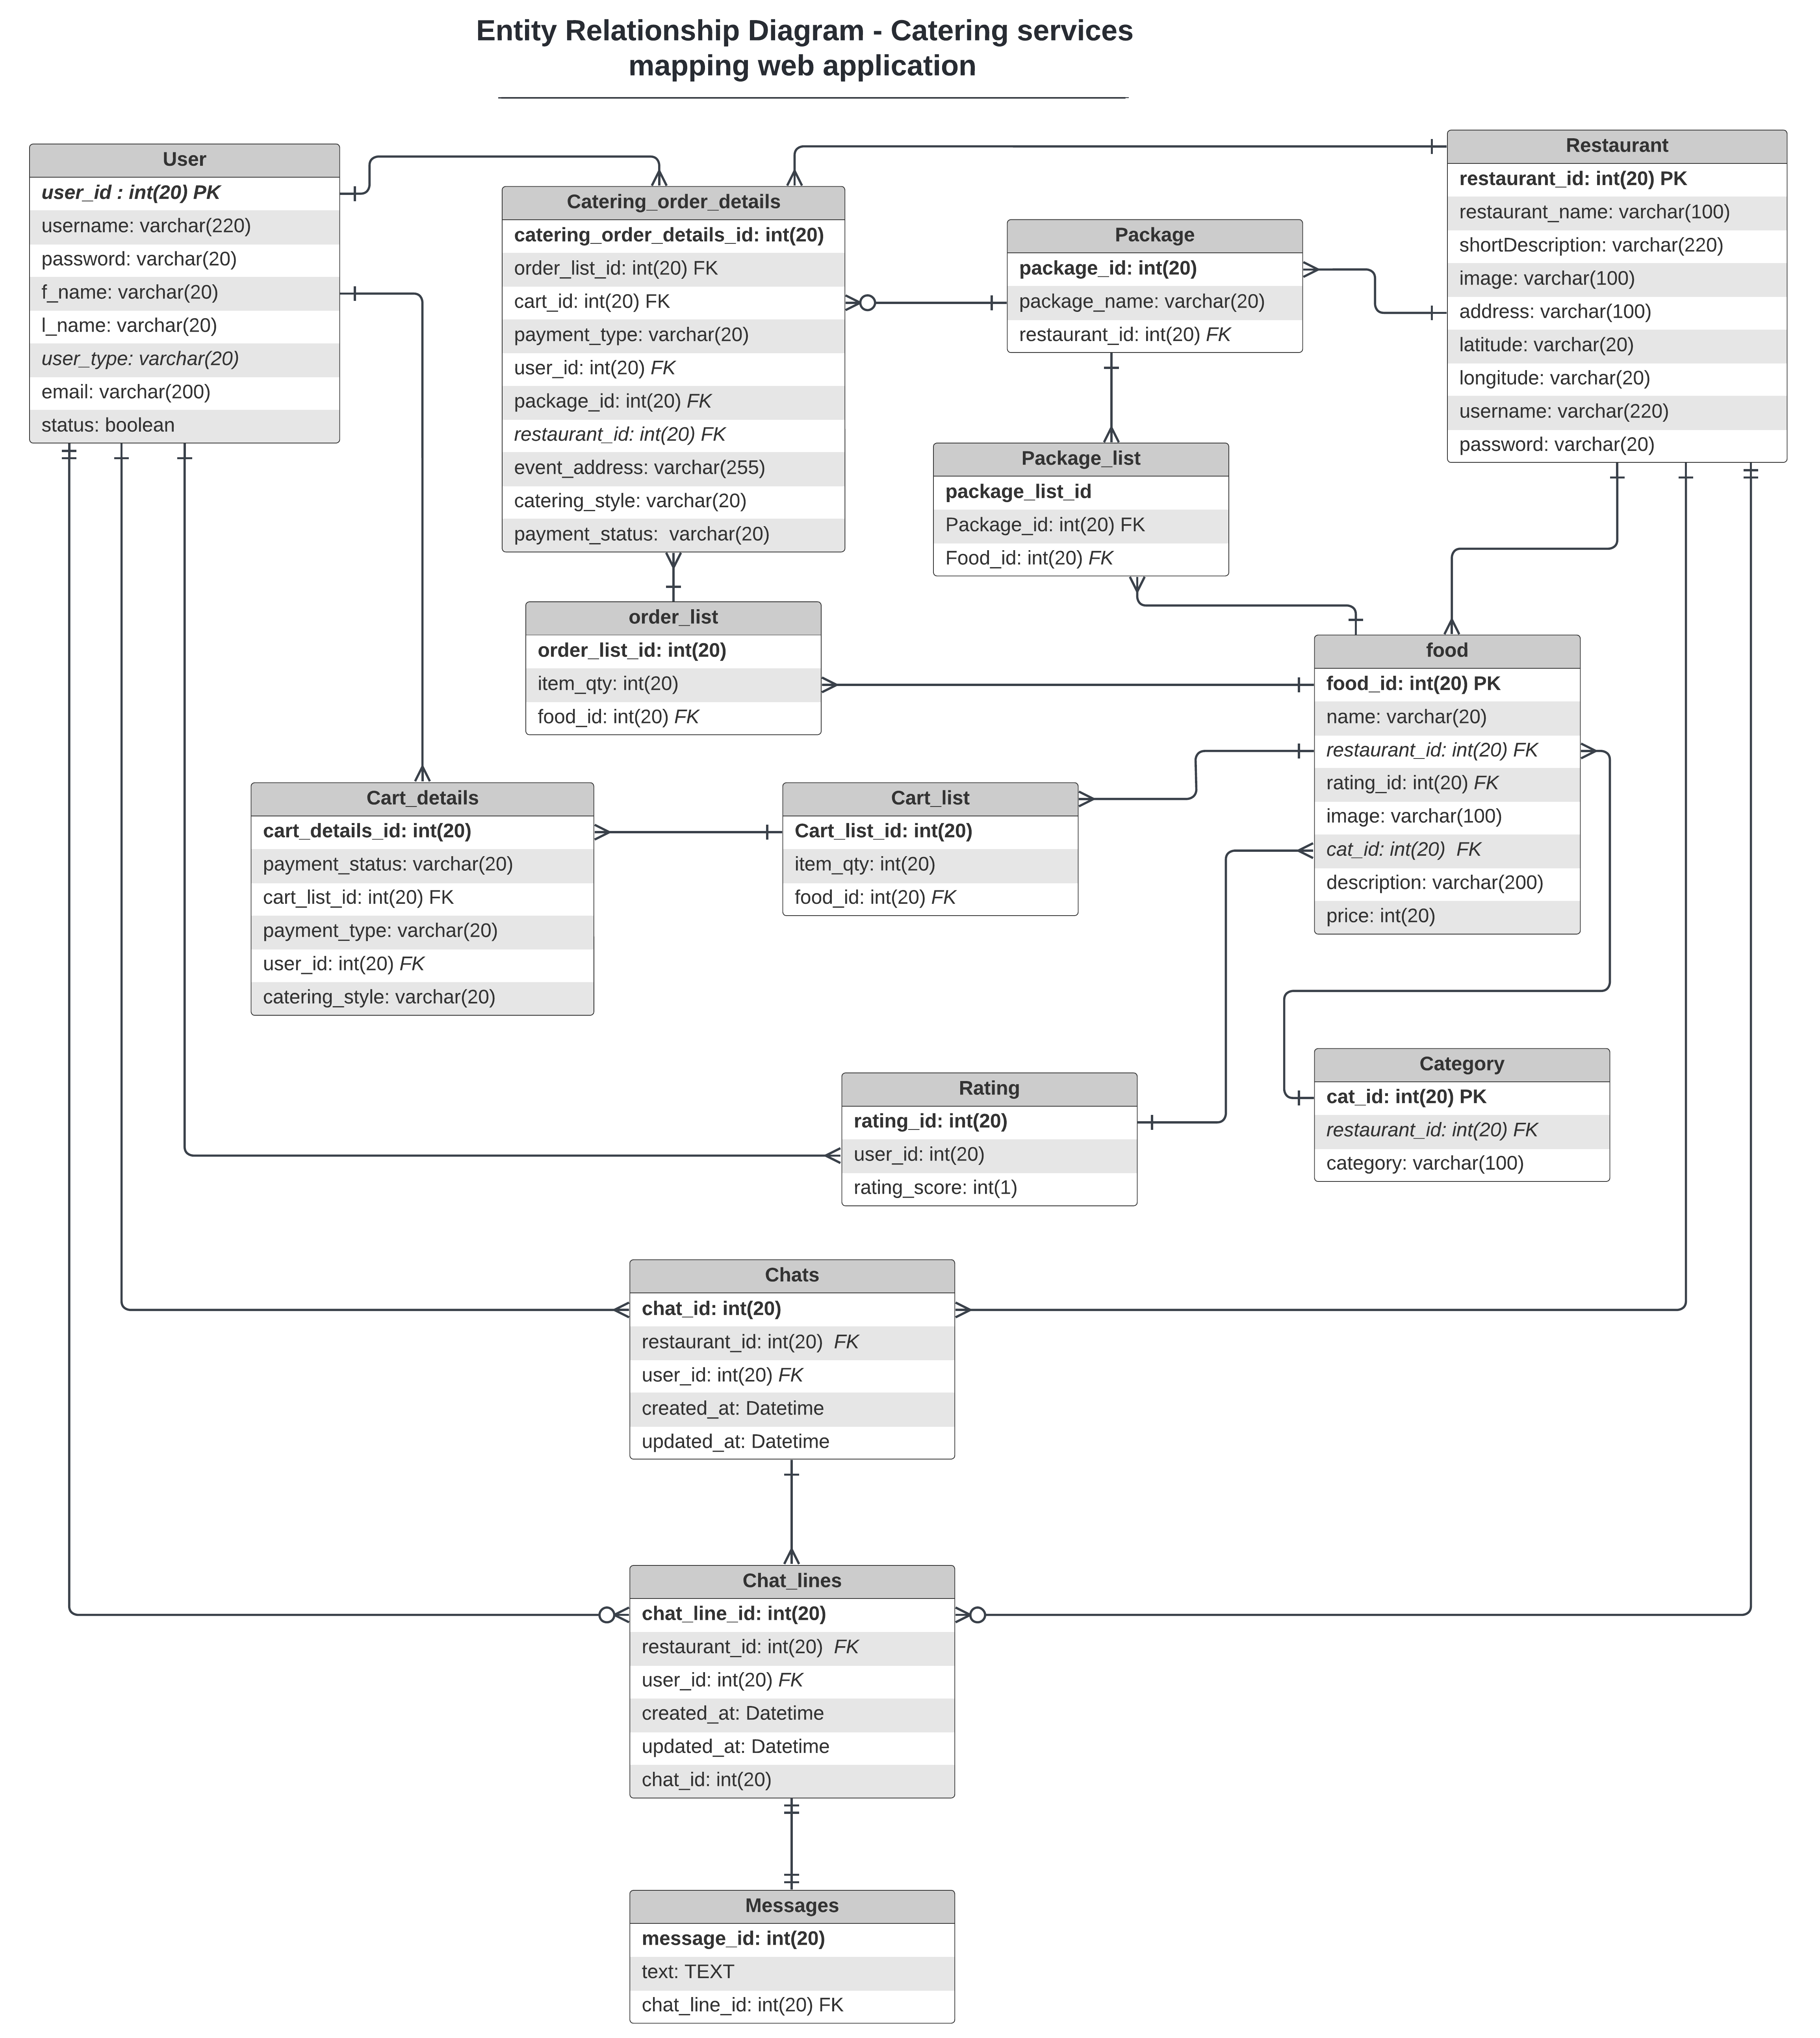 Entity Relationship Diagram - Catering services
mapping web application
User
user_id : int(20) PK
username: varchar(220)
password: varchar(20)
f_name: varchar(20)
l_name: varchar(20)
user_type: varchar(20)
email: varchar(200)
status: boolean
Catering_order_details
catering_order_details_id: int(20)
order_list_id: int(20) FK
cart_id: int(20) FK
payment_type: varchar(20)
user_id: int(20) FK
package_id: int(20) FK
restaurant_id: int(20) FK
event_address: varchar(255)
catering_style: varchar(20)
payment_status:  varchar(20)
Package
package_id: int(20)
package_name: varchar(20)
restaurant_id: int(20) FK
Restaurant
restaurant_id: int(20) PK
restaurant_name: varchar(100)
shortDescription: varchar(220)
image: varchar(100)
address: varchar(100)
latitude: varchar(20)
longitude: varchar(20)
username: varchar(220)
password: varchar(20)
Package_list
package_list_id
Package_id: int(20) FK
Food_id: int(20) FK
order_list
order_list_id: int(20)
item_qty: int(20)
food_id: int(20) FK
food
food_id: int(20) PK
name: varchar(20)
restaurant_id: int(20) FK
rating_id: int(20) FK
image: varchar(100)
cat_id: int(20)  FK
description: varchar(200)
price: int(20)
Cart_details
cart_details_id: int(20)
payment_status: varchar(20)
cart_list_id: int(20) FK
payment_type: varchar(20)
user_id: int(20) FK
catering_style: varchar(20)
Cart_list
Cart_list_id: int(20)
item_qty: int(20)
food_id: int(20) FK
Rating
rating_id: int(20)
user_id: int(20)
rating_score: int(1)
Category
cat_id: int(20) PK
restaurant_id: int(20) FK
category: varchar(100)
Chats
chat_id: int(20)
restaurant_id: int(20)  FK
user_id: int(20) FK
created_at: Datetime
updated_at: Datetime
Chat_lines
chat_line_id: int(20)
restaurant_id: int(20)  FK
user_id: int(20) FK
created_at: Datetime
updated_at: Datetime
chat_id: int(20)
Messages
message_id: int(20)
text: TEXT
chat_line_id: int(20) FK